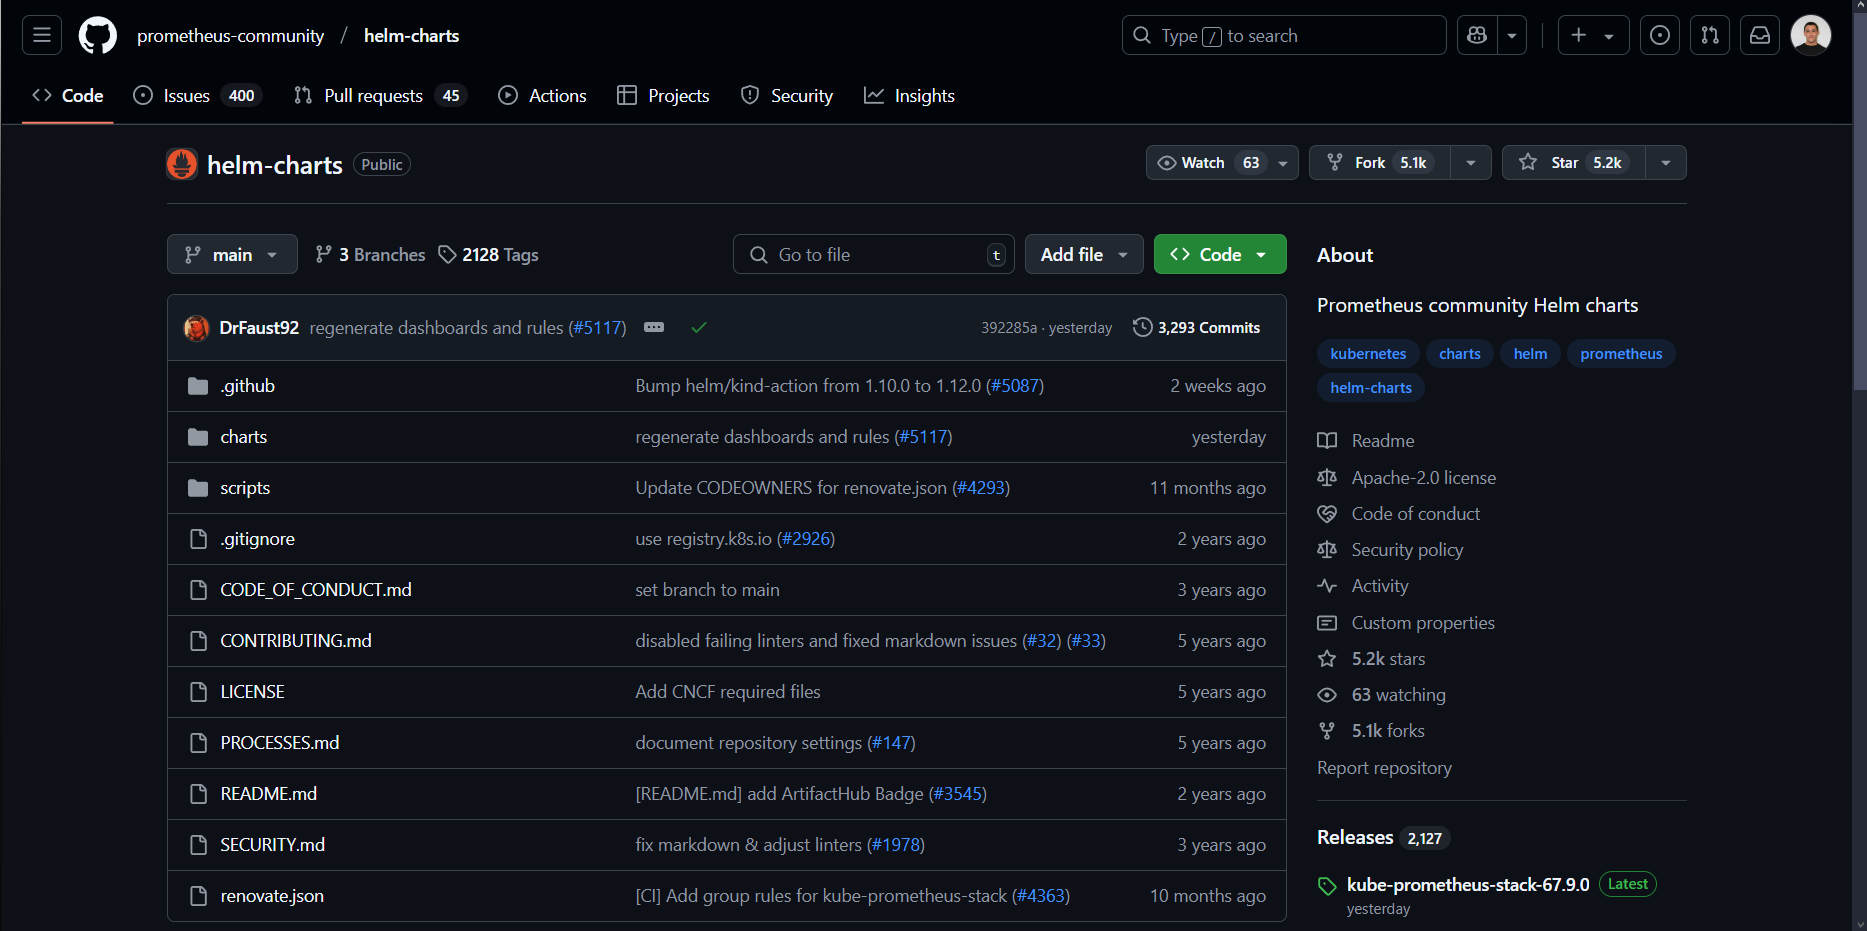 prometheus-community / helm-charts
Type / to search
Code Issues 400 Pull requests 45 Actions Projects Security Insights
helm-charts Public
Watch 63 Fork 5.1k Star 5.2k
main 3 Branches 2128 Tags Go to file t Add file Code
DrFaust92 regenerate dashboards and rules (#5117) 392285a · yesterday 3,293 Commits
.github Bump helm/kind-action from 1.10.0 to 1.12.0 (#5087) 2 weeks ago
charts regenerate dashboards and rules (#5117) yesterday
scripts Update CODEOWNERS for renovate.json (#4293) 11 months ago
.gitignore use registry.k8s.io (#2926) 2 years ago
CODE_OF_CONDUCT.md set branch to main 3 years ago
CONTRIBUTING.md disabled failing linters and fixed markdown issues (#32) (#33) 5 years ago
LICENSE Add CNCF required files 5 years ago
PROCESSES.md document repository settings (#147) 5 years ago
README.md [README.md] add ArtifactHub Badge (#3545) 2 years ago
SECURITY.md fix markdown & adjust linters (#1978) 3 years ago
renovate.json [CI] Add group rules for kube-prometheus-stack (#4363) 10 months ago
About
Prometheus community Helm charts
kubernetes charts helm prometheus
helm-charts
Readme
Apache-2.0 license
Code of conduct
Security policy
Activity
Custom properties
5.2k stars
63 watching
5.1k forks
Report repository
Releases 2,127
kube-prometheus-stack-67.9.0 Latest
yesterday